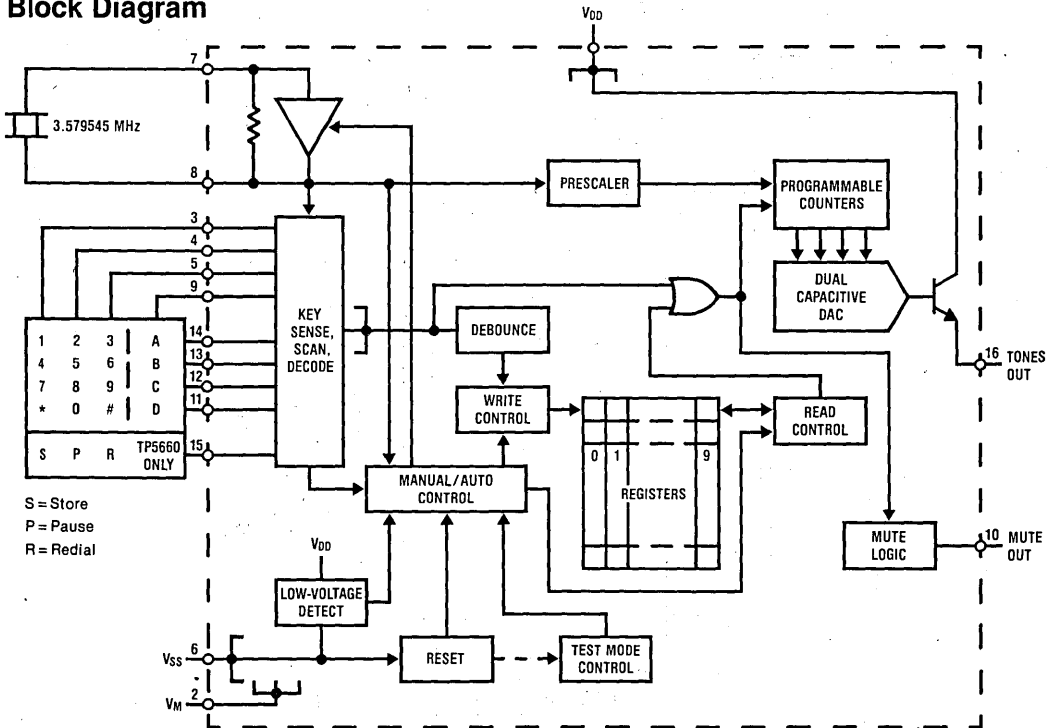 Block Diagram
VDD
7
3.579545 MHz
8
PRESCALER
PROGRAMMABLE
COUNTERS
3
4
5
9
DUAL
CAPACITIVE
DAC
KEY
SENSE,
SCAN,
DECODE
DEBOUNCE
1 2 3 A
4 5 6 B
7 8 9 C
* 0 # D
14
13
12
11
16 TONES
OUT
WRITE
CONTROL
READ
CONTROL
S P R TP5660
ONLY
15
0 1 9
REGISTERS
MANUAL/AUTO
CONTROL
S = Store
P = Pause
R = Redial
MUTE
LOGIC
10 MUTE
OUT
VDD
LOW-VOLTAGE
DETECT
VSS 6
RESET
TEST MODE
CONTROL
VM 2